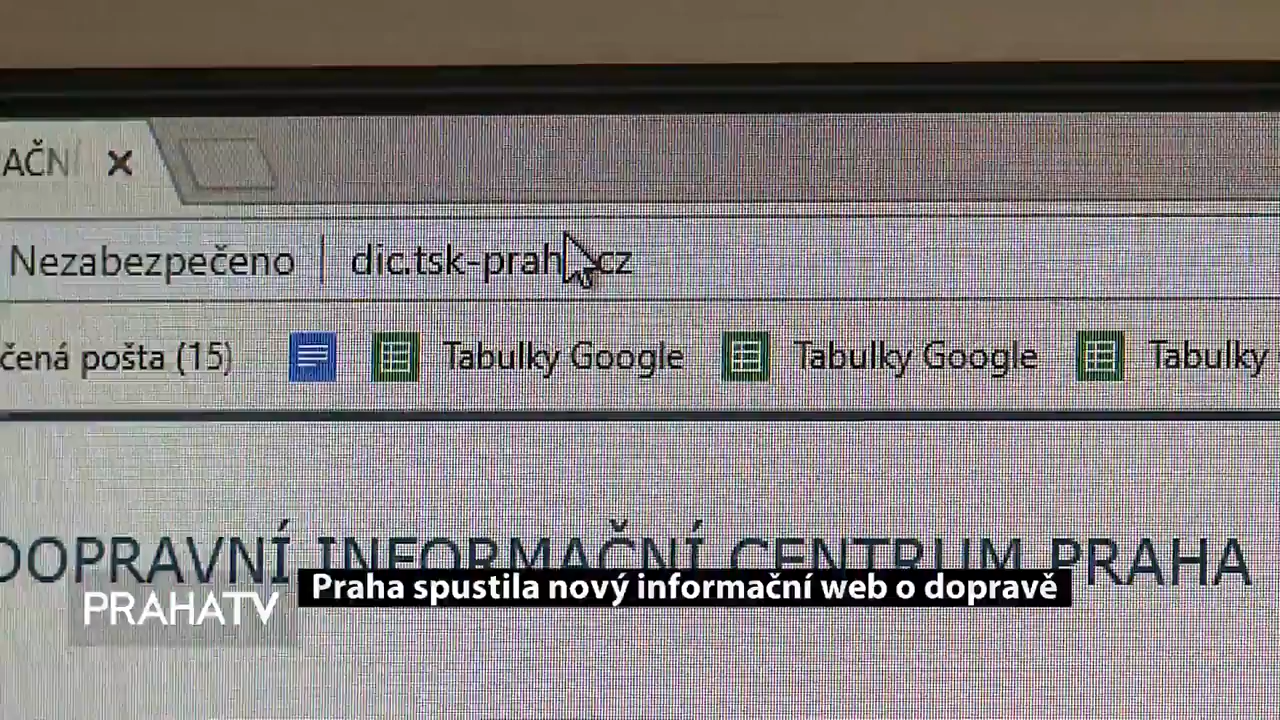 AČNÍ
Nezabezpečeno | dic.tsk-praha.cz
čená pošta (15) Tabulky Google Tabulky Google Tabulky
DOPRAVNÍ INFORMAČNÍ CENTRUM PRAHA
Praha spustila nový informační web o dopravě
PRAHATV